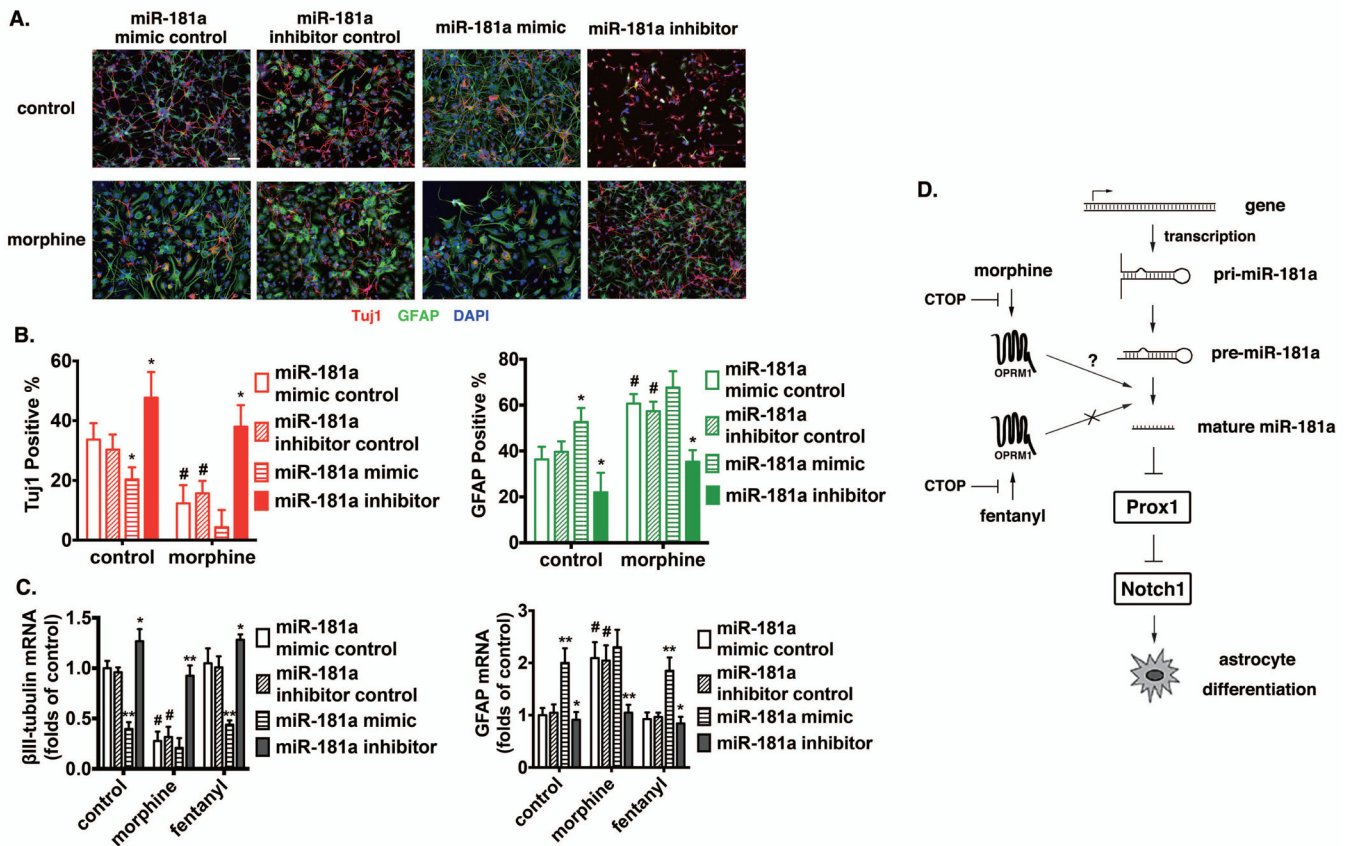 A.
miR-181a
mimic control
miR-181a
inhibitor control
miR-181a mimic
miR-181a inhibitor
control
morphine
Tuj1 GFAP DAPI
B.
Tuj1 Positive %
60
40
20
0
*
*
#
#
*
control
morphine
miR-181a
mimic control
miR-181a
inhibitor control
miR-181a mimic
miR-181a inhibitor
GFAP Positive %
80
60
40
20
0
*
*
#
#
*
control
morphine
miR-181a
mimic control
miR-181a
inhibitor control
miR-181a mimic
miR-181a inhibitor
C.
βIII-tubulin mRNA
(folds of control)
1.5
1.0
0.5
0.0
**
*
#
#
**
**
*
control
morphine
fentanyl
miR-181a
mimic control
miR-181a
inhibitor control
miR-181a mimic
miR-181a inhibitor
GFAP mRNA
(folds of control)
3
2
1
0
**
*
#
#
**
**
*
control
morphine
fentanyl
miR-181a
mimic control
miR-181a
inhibitor control
miR-181a mimic
miR-181a inhibitor
D.
gene
transcription
pri-miR-181a
morphine
CTOP
OPRM1
?
pre-miR-181a
mature miR-181a
OPRM1
CTOP
fentanyl
Prox1
Notch1
astrocyte
differentiation